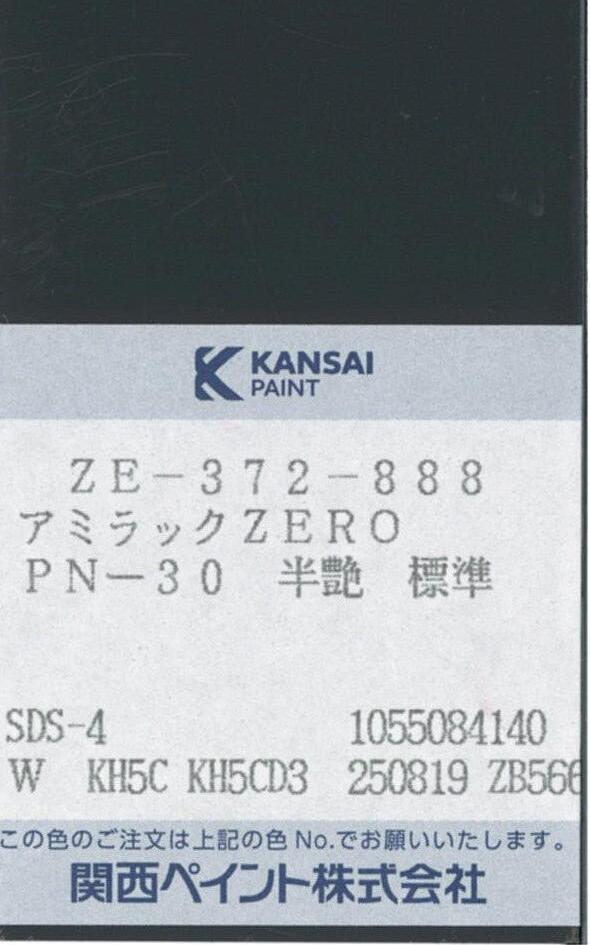 KANSAI
PAINT
ZE-372-888
アミラックZERO
PN-30 半艶 標準
SDS-4 1055084140
W KH5C KH5CD3 250819 ZB566
この色のご注文は上記の色No.でお願いいたします。
関西ペイント株式会社